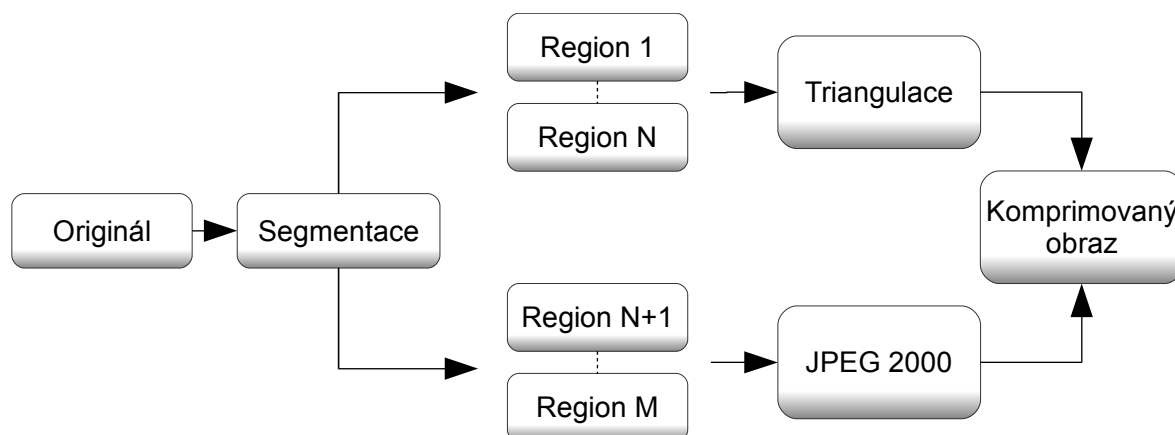 Originál
Segmentace
Region 1
Region N
Triangulace
Region N+1
Region M
JPEG 2000
Komprimovaný
obraz